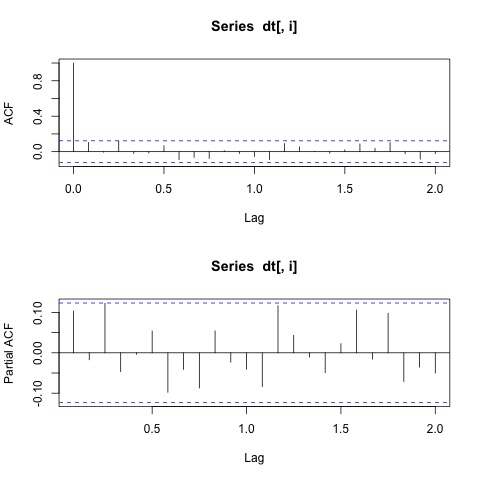 Series dt[, i]
ACF
0.8
0.4
0.0
0.0 0.5 1.0 1.5 2.0
Lag
Series dt[, i]
Partial ACF
0.10
0.00
-0.10
0.5 1.0 1.5 2.0
Lag